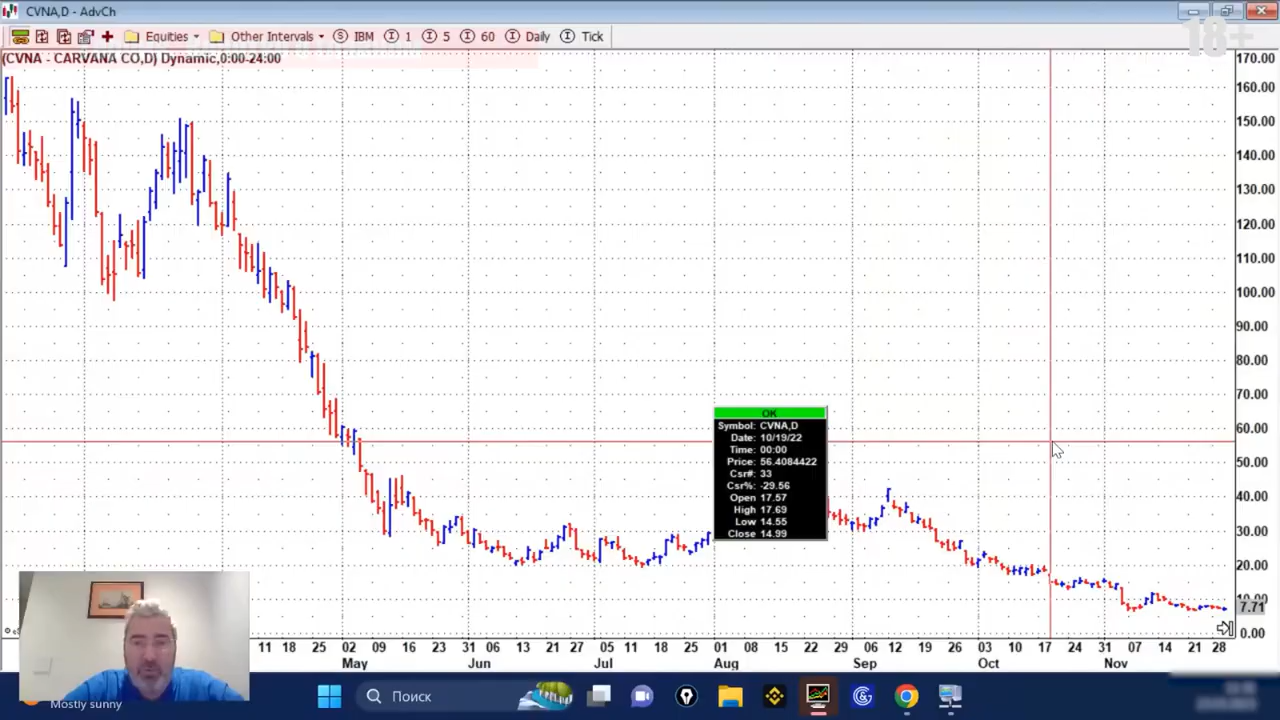 CVNA,D - AdvCh
Equities Other Intervals S IBM I 1 I 5 I 60 I Daily I Tick
18+
(CVNA - CARVANA CO,D) Dynamic,0:00-24:00
170.00
160.00
150.00
140.00
130.00
120.00
110.00
100.00
90.00
80.00
70.00
60.00
50.00
40.00
30.00
20.00
10.00
7.71
0.00
OK
Symbol: CVNA,D
Date: 10/19/22
Time: 00:00
Price: 56.4084422
Csr#: 33
Csr%: -29.56
Open 17.57
High 17.69
Low 14.55
Close 14.99
11 18 25 02 09 16 23 31 06 13 21 27 05 11 18 25 01 08 15 22 29 06 12 19 26 03 10 17 24 31 07 14 21 28
May Jun Jul Aug Sep Oct Nov
Поиск
Mostly sunny